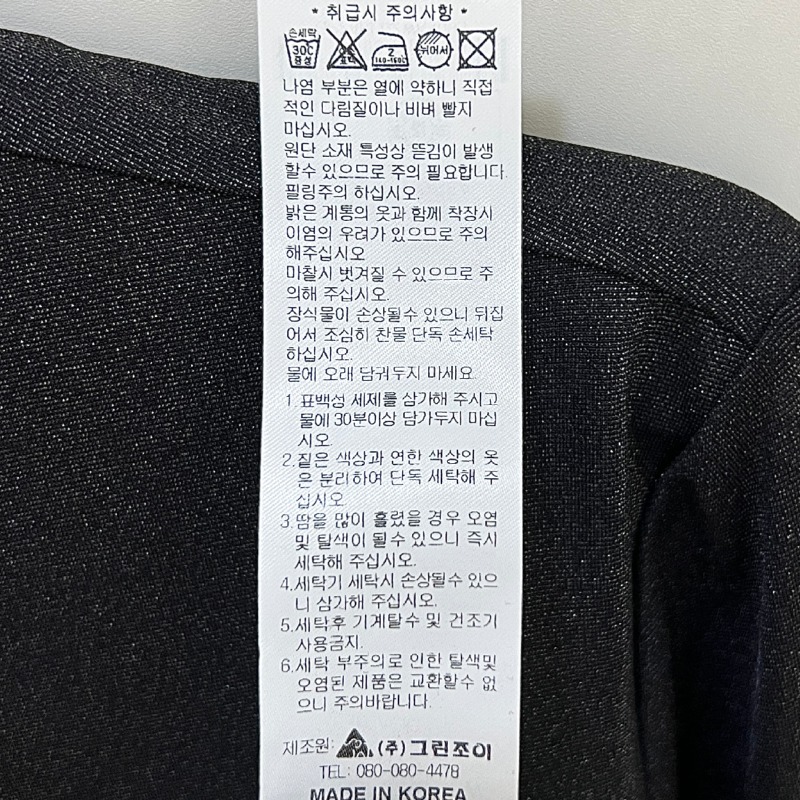 * 취급시 주의사항 *
손세탁
30C
중성
2
140-160C
뉘어서
나염 부분은 열에 약하니 직접
적인 다림질이나 비벼 빨지
마십시오.
원단 소재 특성상 뜯김이 발생
할수 있으므로 주의 필요합니다.
필링주의 하십시오.
밝은 계통의 옷과 함께 착장시
이염의 우려가 있으므로 주의
해주십시오
마찰시 벗겨질 수 있으므로 주
의해 주십시오.
장식물이 손상될수 있으니 뒤집
어서 조심히 찬물 단독 손세탁
하십시오.
물에 오래 담궈두지 마세요.
1. 표백성 세제를 삼가해 주시고
물에 30분이상 담가두지 마십
시오.
2.짙은 색상과 연한 색상의 옷
은 분리하여 단독 세탁해 주
십시오
3.땀을 많이 흘렸을 경우 오염
및 탈색이 될수 있으니 즉시
세탁해 주십시오.
4.세탁기 세탁시 손상될수 있으
니 삼가해 주십시오.
5.세탁후 기계탈수 및 건조기
사용금지.
6.세탁 부주의로 인한 탈색및
오염된 제품은 교환할수 없
으니 주의바랍니다.
제조원: (주)그린조이
TEL: 080-080-4478
MADE IN KOREA